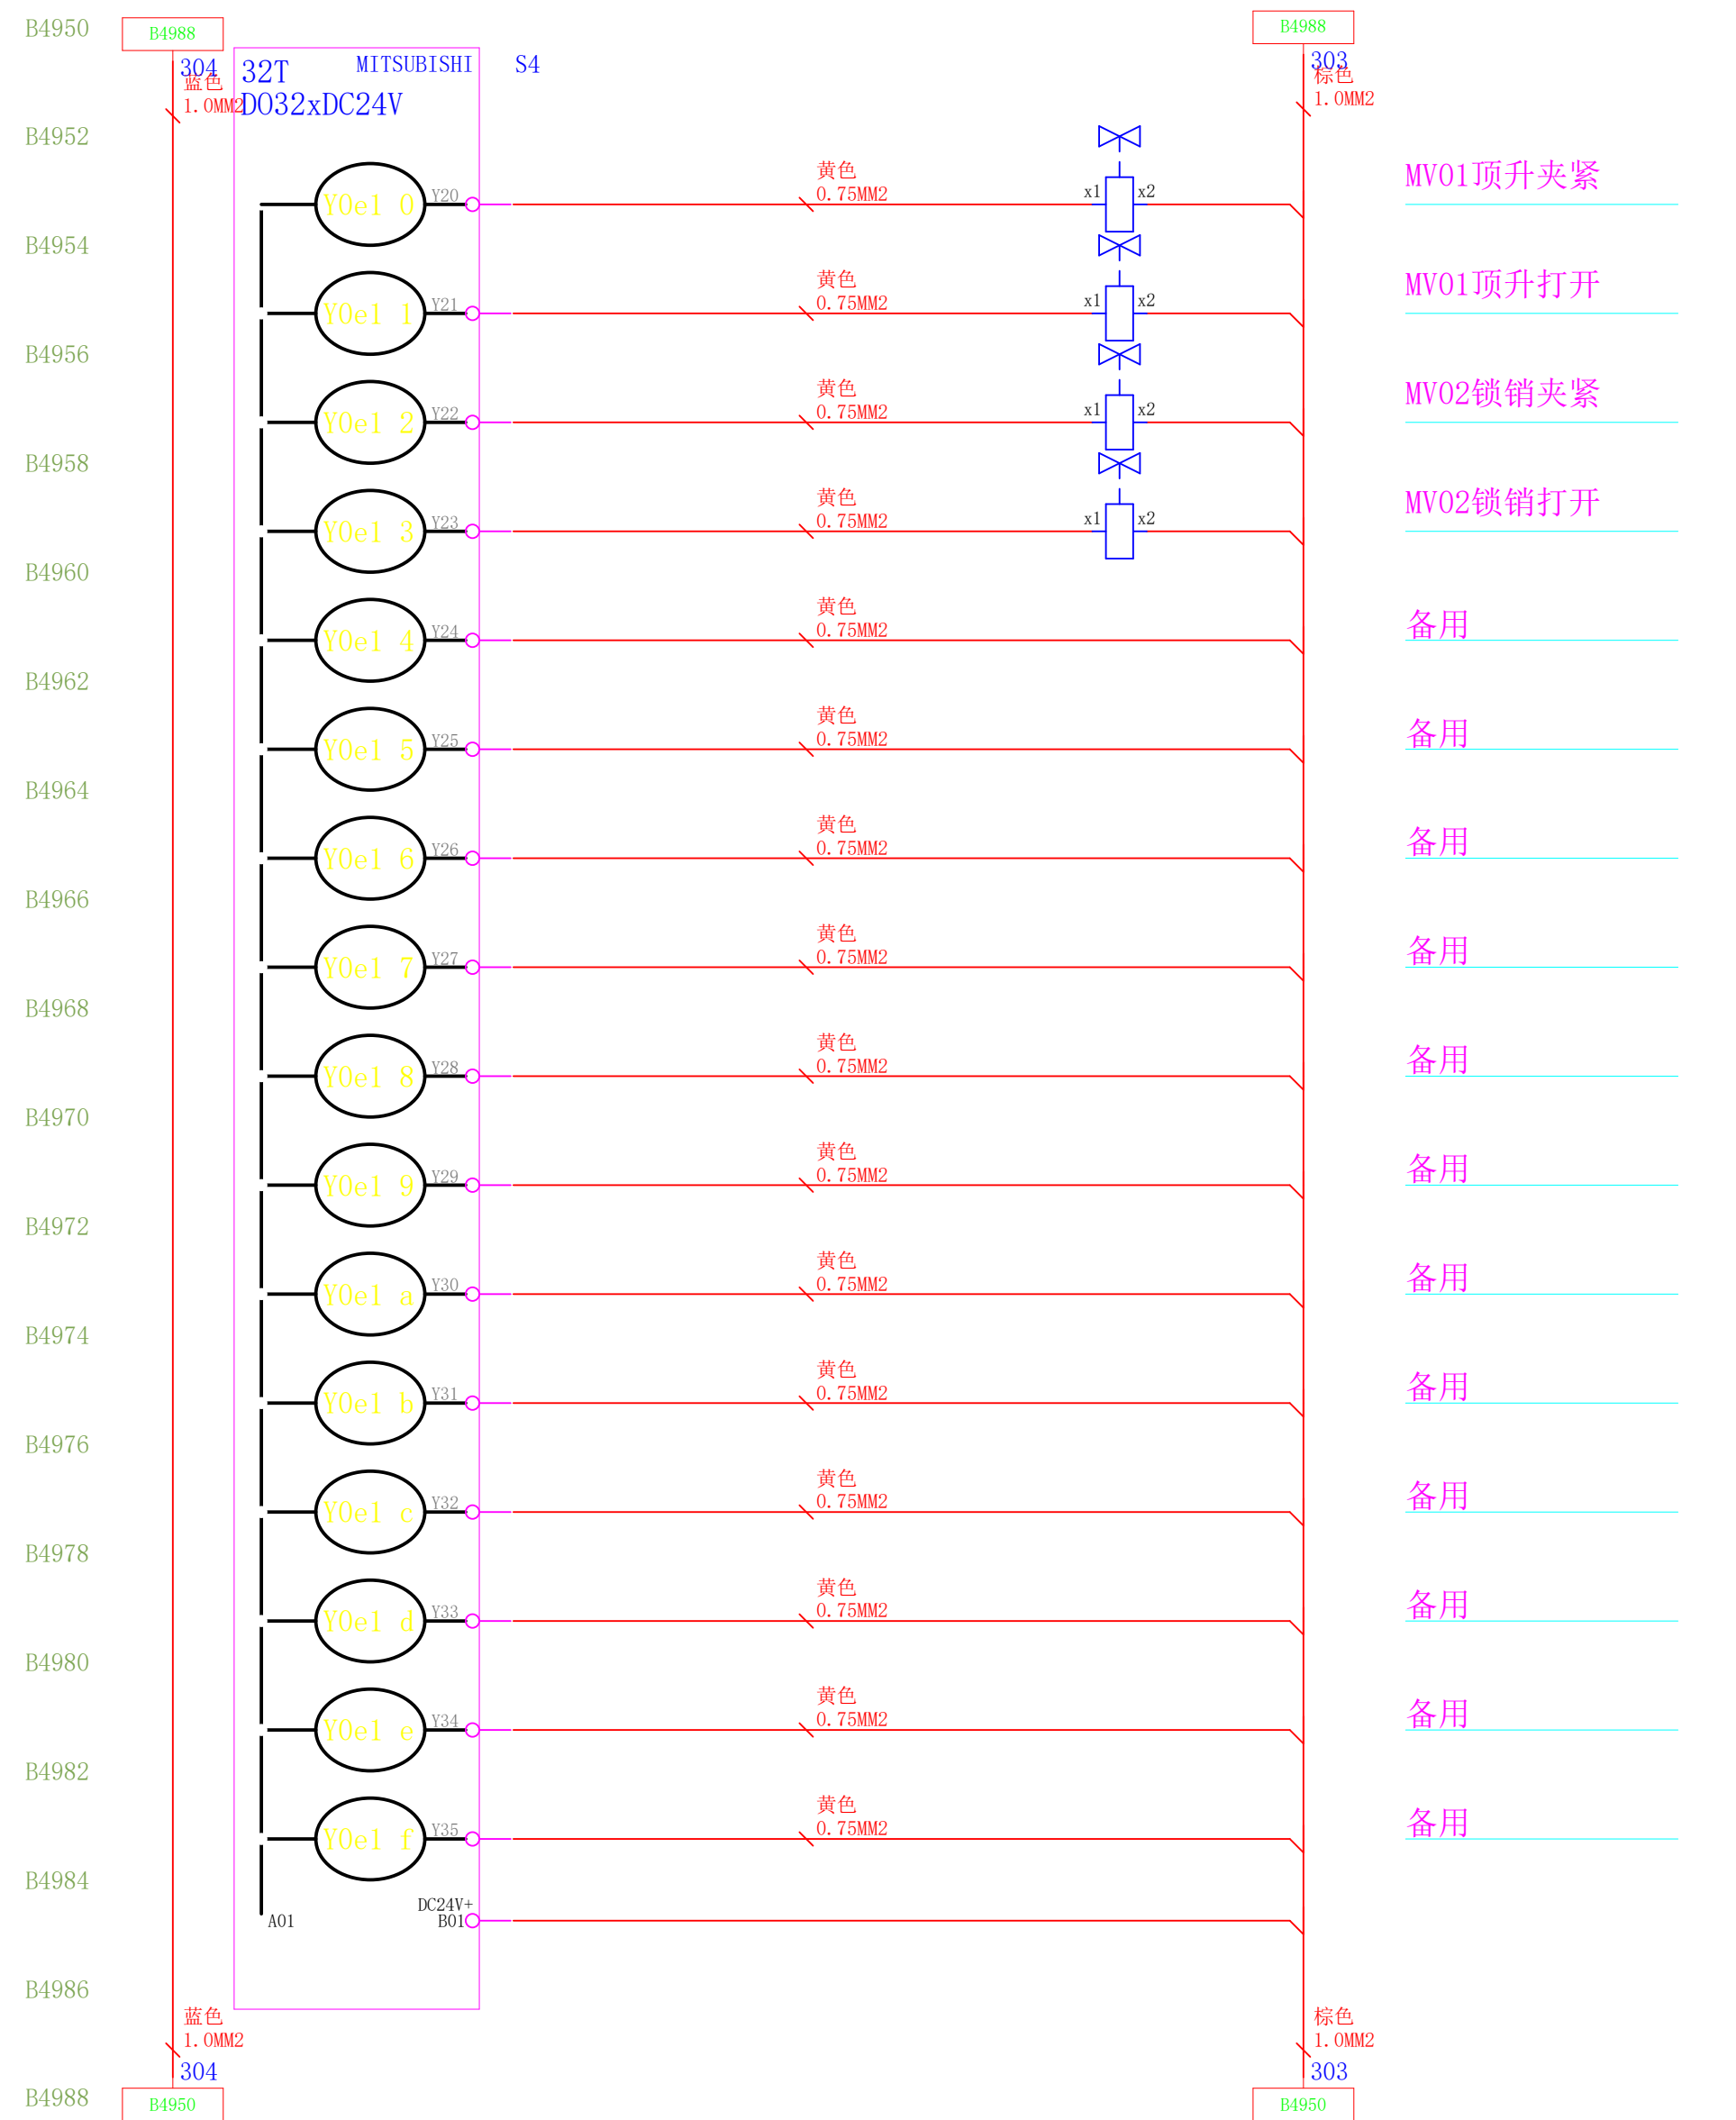 B4950
B4988
B4988
304
蓝色
1.0MM2
32T
MITSUBISHI
S4
DO32xDC24V
303
棕色
1.0MM2
B4952
Y0e1 0
Y20
黄色
0.75MM2
x1
x2
MV01顶升夹紧
B4954
Y0e1 1
Y21
黄色
0.75MM2
x1
x2
MV01顶升打开
B4956
Y0e1 2
Y22
黄色
0.75MM2
x1
x2
MV02锁销夹紧
B4958
Y0e1 3
Y23
黄色
0.75MM2
x1
x2
MV02锁销打开
B4960
Y0e1 4
Y24
黄色
0.75MM2
备用
B4962
Y0e1 5
Y25
黄色
0.75MM2
备用
B4964
Y0e1 6
Y26
黄色
0.75MM2
备用
B4966
Y0e1 7
Y27
黄色
0.75MM2
备用
B4968
Y0e1 8
Y28
黄色
0.75MM2
备用
B4970
Y0e1 9
Y29
黄色
0.75MM2
备用
B4972
Y0e1 a
Y30
黄色
0.75MM2
备用
B4974
Y0e1 b
Y31
黄色
0.75MM2
备用
B4976
Y0e1 c
Y32
黄色
0.75MM2
备用
B4978
Y0e1 d
Y33
黄色
0.75MM2
备用
B4980
Y0e1 e
Y34
黄色
0.75MM2
备用
B4982
Y0e1 f
Y35
黄色
0.75MM2
备用
B4984
A01
DC24V+
B01
B4986
蓝色
1.0MM2
304
棕色
1.0MM2
303
B4988
B4950
B4950